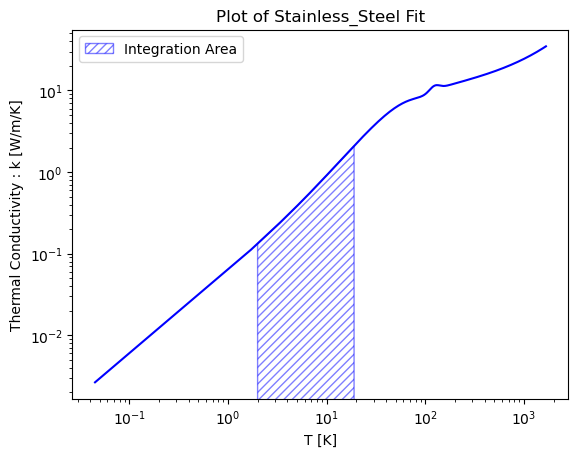 Plot of Stainless_Steel Fit
Integration Area
Thermal Conductivity : k [W/m/K]
10¹
10⁰
10⁻¹
10⁻²
10⁻¹ 10⁰ 10¹ 10² 10³
T [K]